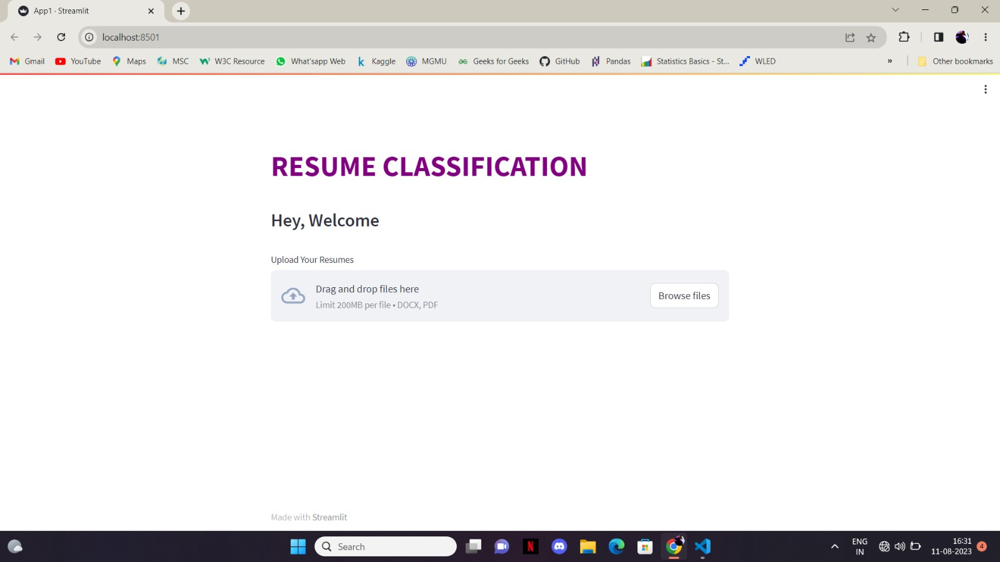 App1 · Streamlit
localhost:8501
Gmail YouTube Maps MSC W3C Resource What'sapp Web Kaggle MGMU Geeks for Geeks GitHub Pandas Statistics Basics - St... WLED » Other bookmarks
RESUME CLASSIFICATION
Hey, Welcome
Upload Your Resumes
Drag and drop files here
Limit 200MB per file • DOCX, PDF
Browse files
Made with Streamlit
Search
ENG
IN
16:31
11-08-2023
4